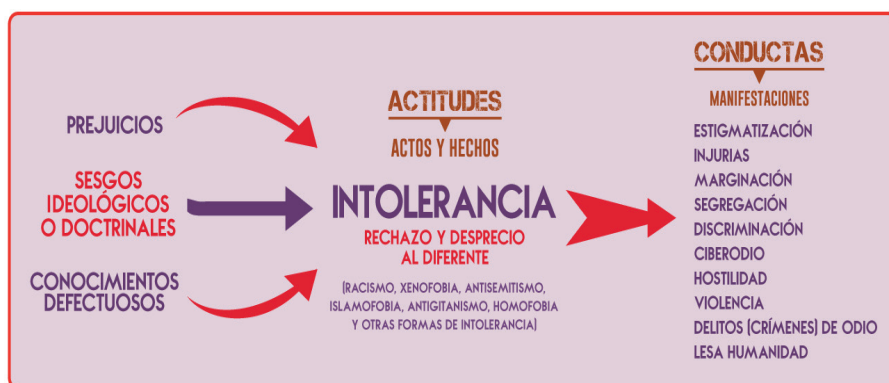 PREJUICIOS
SESGOS
IDEOLÓGICOS
O DOCTRINALES
CONOCIMIENTOS
DEFECTUOSOS
ACTITUDES
ACTOS Y HECHOS
INTOLERANCIA
RECHAZO Y DESPRECIO
AL DIFERENTE
(RACISMO, XENOFOBIA, ANTISEMITISMO,
ISLAMOFOBIA, ANTIGITANISMO, HOMOFOBIA
Y OTRAS FORMAS DE INTOLERANCIA)
CONDUCTAS
MANIFESTACIONES
ESTIGMATIZACIÓN
INJURIAS
MARGINACIÓN
SEGREGACIÓN
DISCRIMINACIÓN
CIBERODIO
HOSTILIDAD
VIOLENCIA
DELITOS (CRÍMENES) DE ODIO
LESA HUMANIDAD